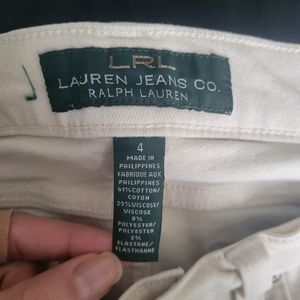 LRL
LAUREN JEANS CO.
RALPH LAUREN
4
MADE IN
PHILIPPINES
FABRIQUE AUX
PHILIPPINES
61% COTTON/
COTON
29% VISCOSE/
VISCOSE
8%
POLYESTER/
POLYESTER
2%
ELASTANE/
ELASTHANNE